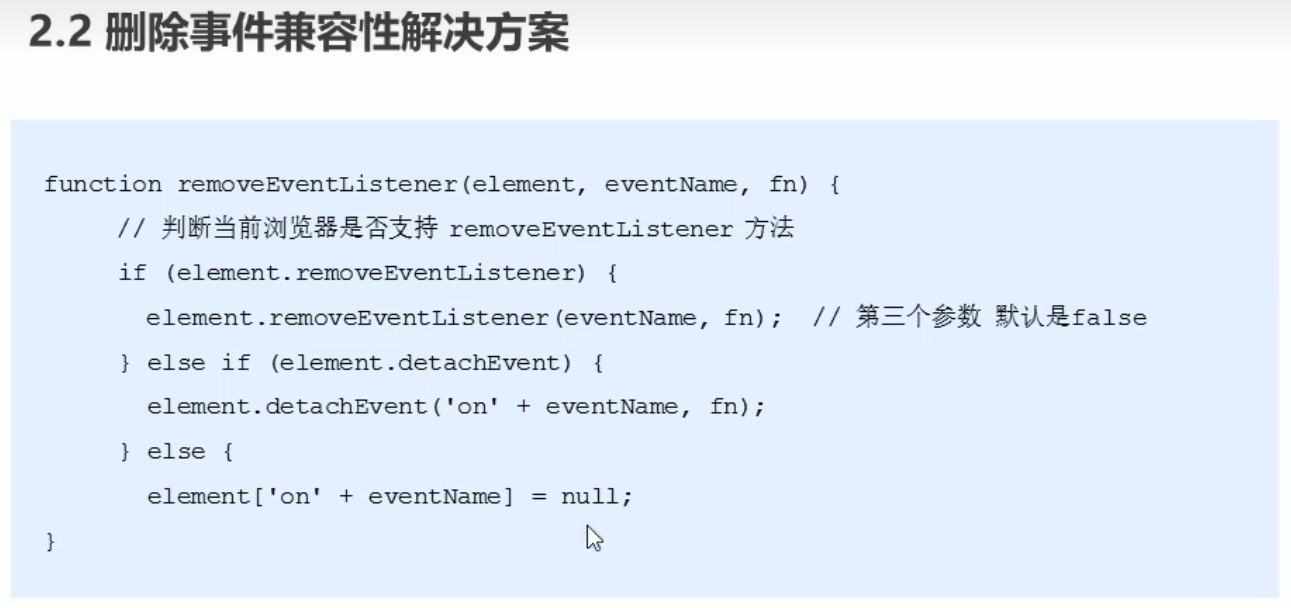 2.2 删除事件兼容性解决方案
function removeEventListener(element, eventName, fn) {
// 判断当前浏览器是否支持 removeEventListener 方法
if (element.removeEventListener) {
element.removeEventListener(eventName, fn); // 第三个参数 默认是false
} else if (element.detachEvent) {
element.detachEvent('on' + eventName, fn);
} else {
element['on' + eventName] = null;
}